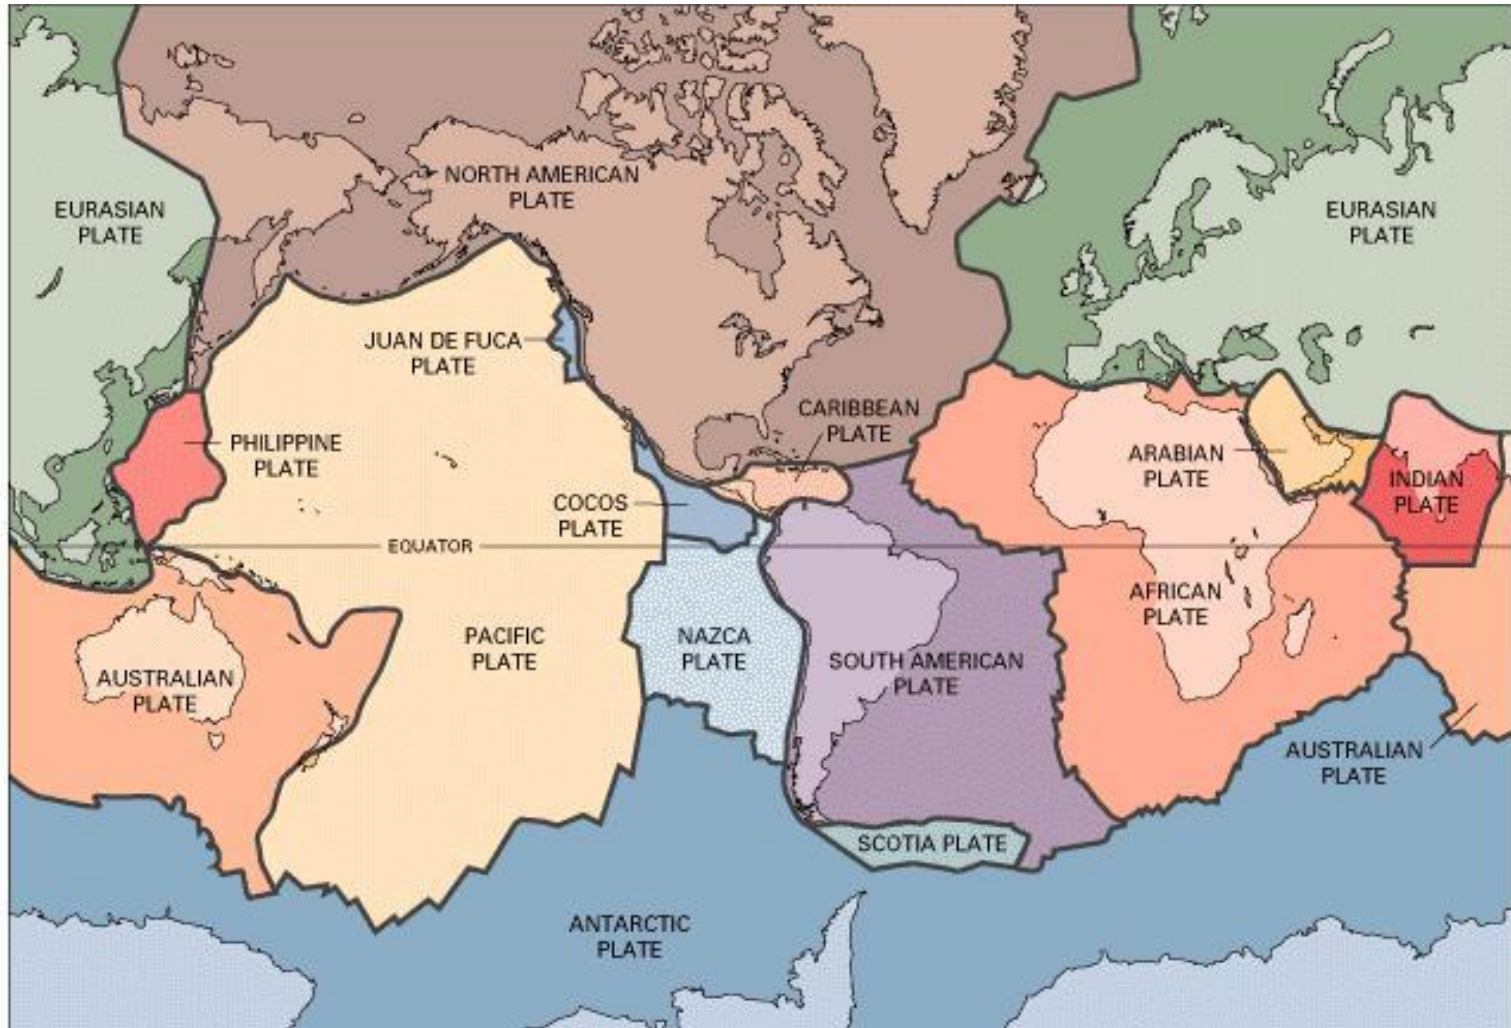 NORTH AMERICAN
PLATE
EURASIAN
PLATE
EURASIAN
PLATE
JUAN DE FUCA
PLATE
CARIBBEAN
PLATE
PHILIPPINE
PLATE
ARABIAN
PLATE
INDIAN
PLATE
COCOS
PLATE
EQUATOR
AFRICAN
PLATE
PACIFIC
PLATE
NAZCA
PLATE
SOUTH AMERICAN
PLATE
AUSTRALIAN
PLATE
AUSTRALIAN
PLATE
SCOTIA PLATE
ANTARCTIC
PLATE